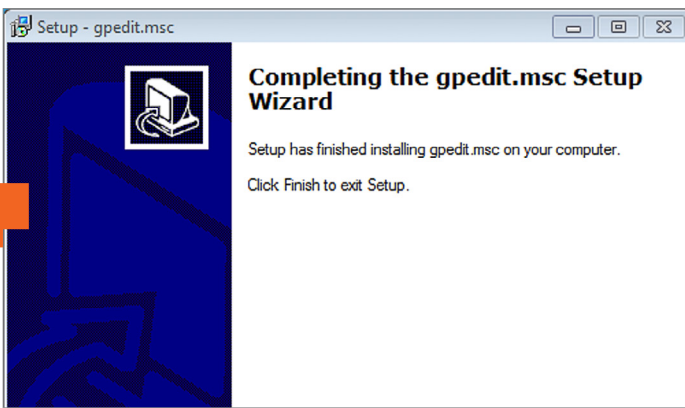 Setup - gpedit.msc
Completing the gpedit.msc Setup
Wizard
Setup has finished installing gpedit.msc on your computer.
Click Finish to exit Setup.